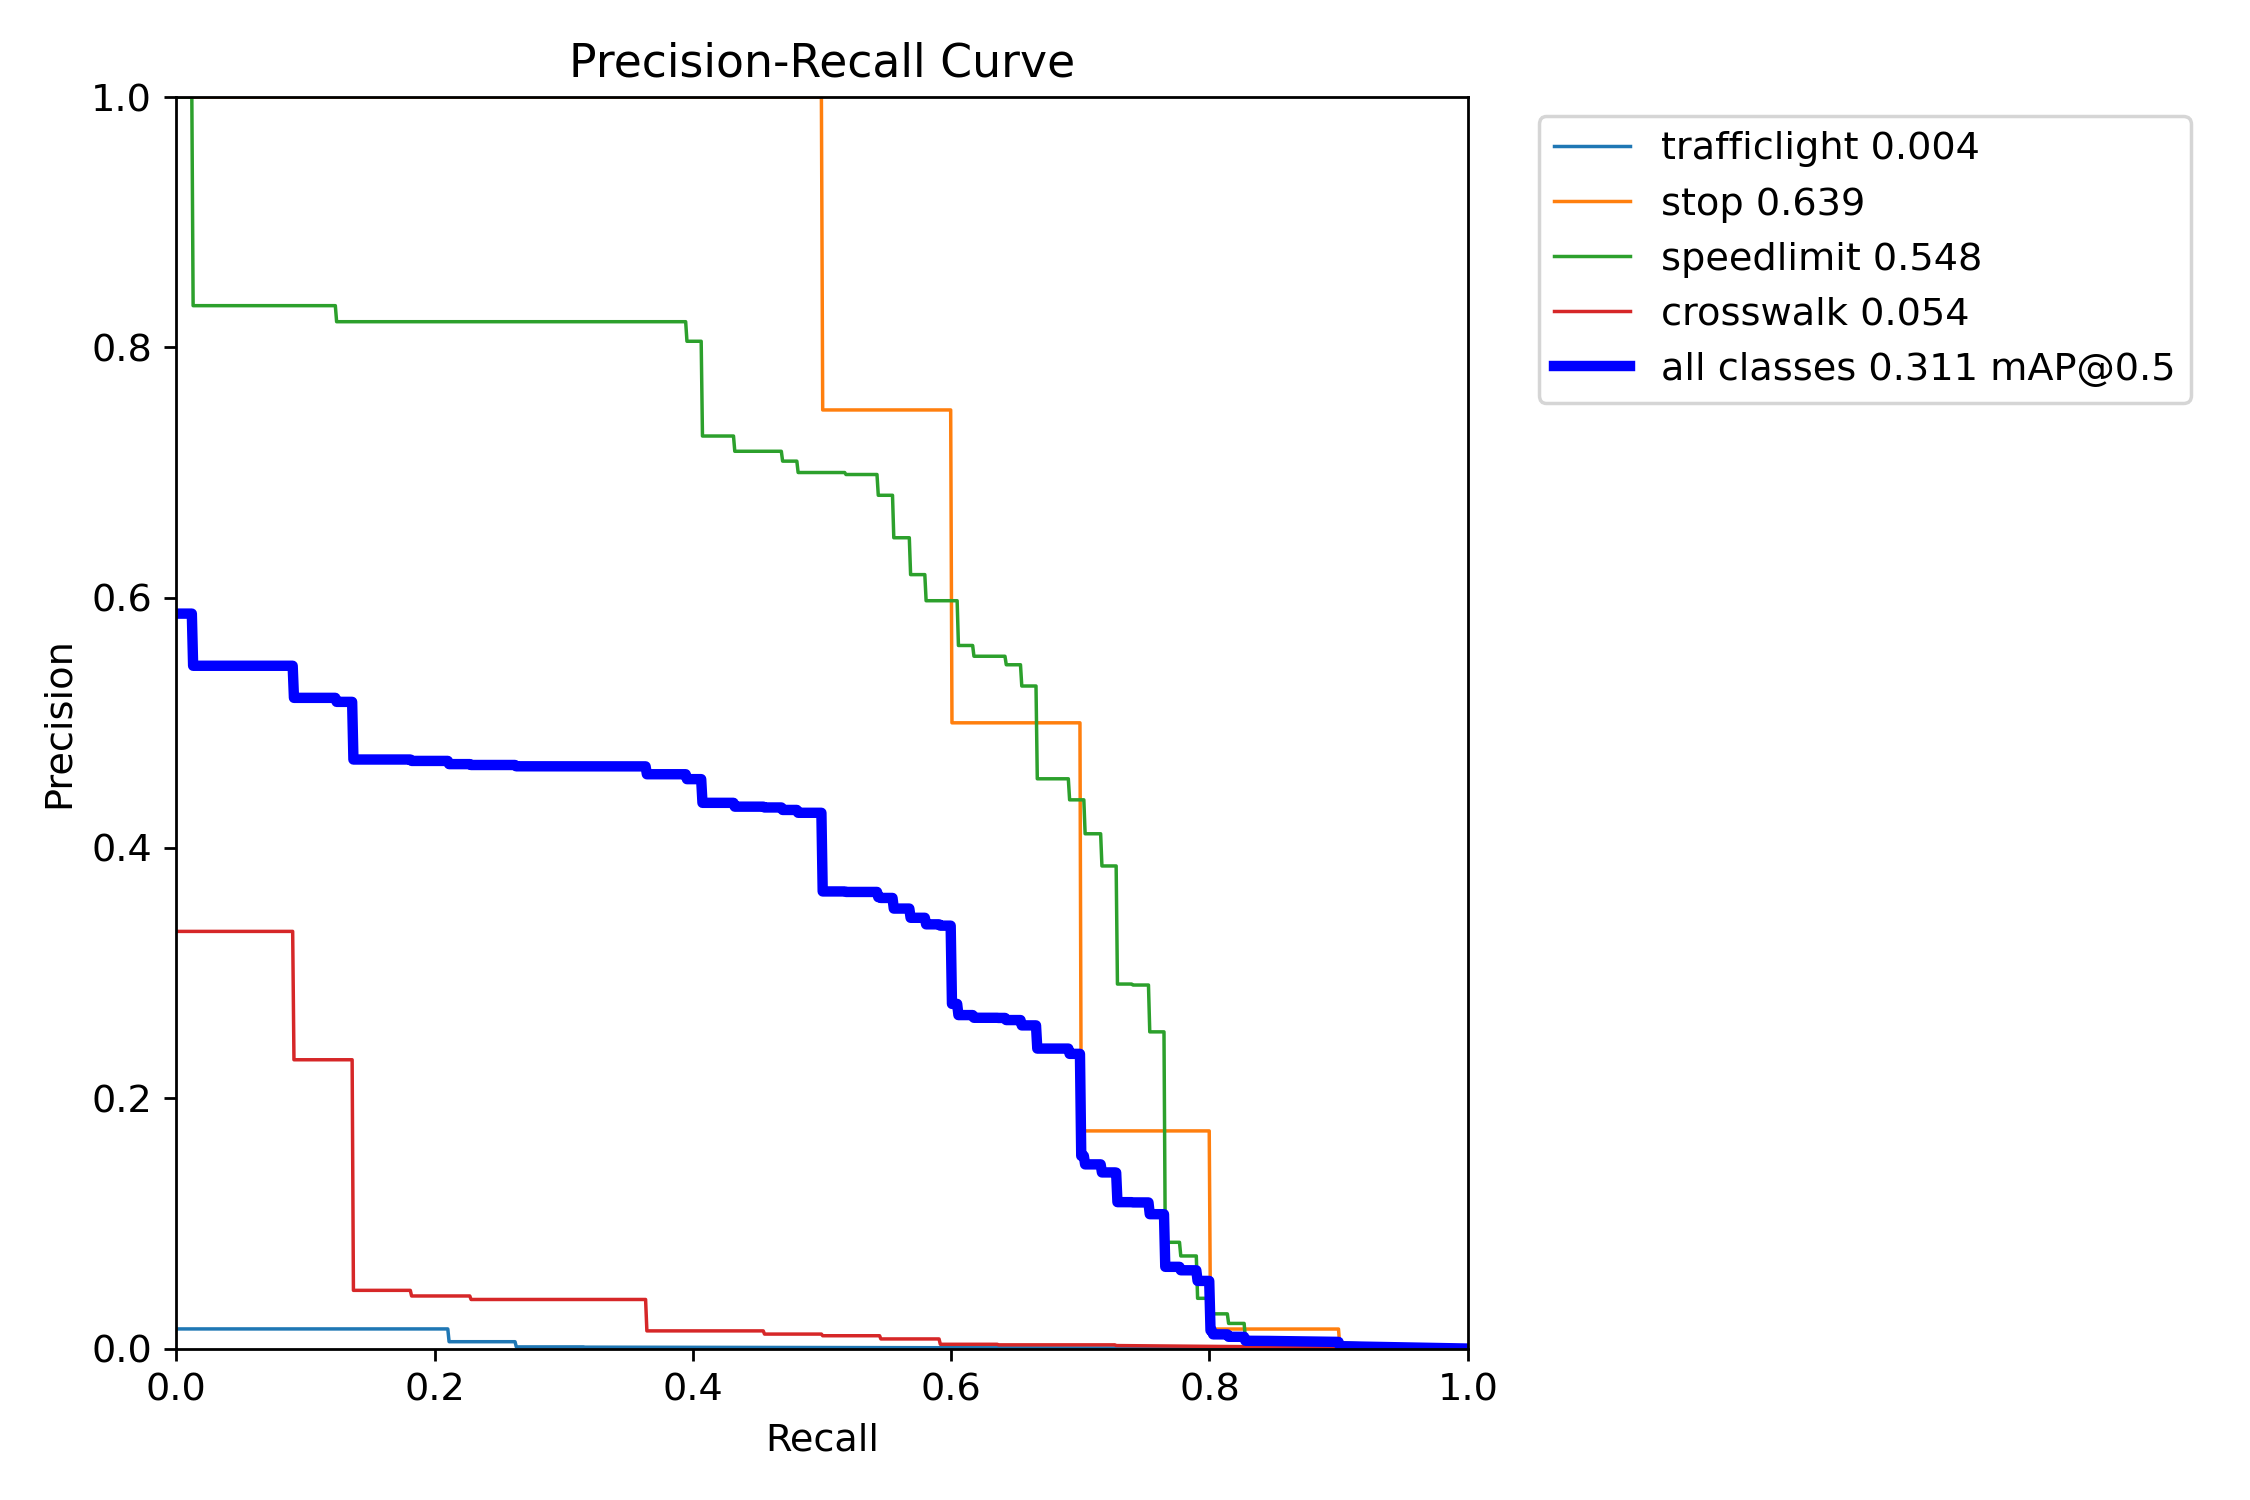 Precision-Recall Curve
1.0
0.8
0.6
0.4
0.2
0.0
Precision
0.0 0.2 0.4 0.6 0.8 1.0
Recall
trafficlight 0.004
stop 0.639
speedlimit 0.548
crosswalk 0.054
all classes 0.311 mAP@0.5